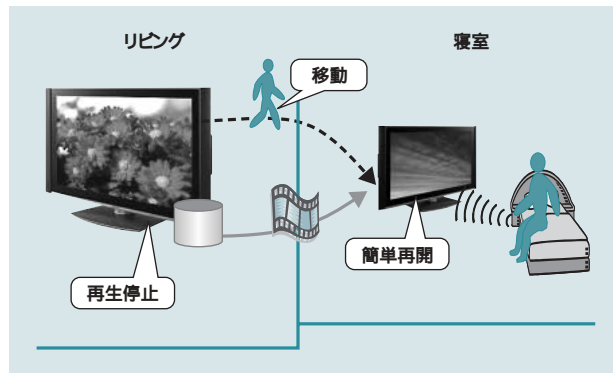 リビング
寝室
移動
簡単再開
再生停止